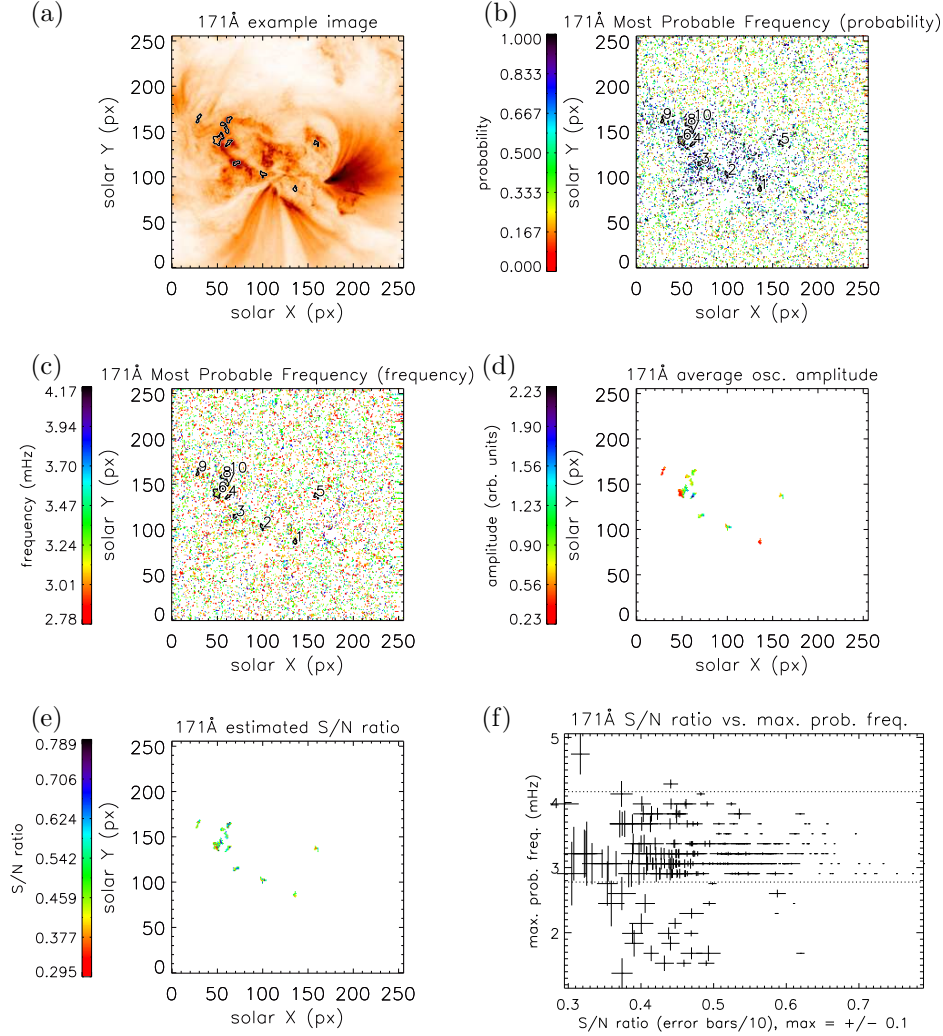 (a)
171Å example image
250
200
150
100
50
0
solar Y (px)
0 50 100 150 200 250
solar X (px)
(b)
171Å Most Probable Frequency (probability)
1.000
0.833
0.667
0.500
0.333
0.167
0.000
probability
250
200
150
100
50
0
solar Y (px)
9
8
10
6
4
5
3
2
1
0 50 100 150 200 250
solar X (px)
(c)
171Å Most Probable Frequency (frequency)
4.17
3.94
3.70
3.47
3.24
3.01
2.78
frequency (mHz)
250
200
150
100
50
0
solar Y (px)
9
8
10
6
4
5
3
2
1
0 50 100 150 200 250
solar X (px)
(d)
171Å average osc. amplitude
2.23
1.90
1.56
1.23
0.90
0.56
0.23
amplitude (arb. units)
250
200
150
100
50
0
solar Y (px)
0 50 100 150 200 250
solar X (px)
(e)
171Å estimated S/N ratio
0.789
0.706
0.624
0.542
0.459
0.377
0.295
S/N ratio
250
200
150
100
50
0
solar Y (px)
0 50 100 150 200 250
solar X (px)
(f)
171Å S/N ratio vs. max. prob. freq.
5
4
3
2
max. prob. freq. (mHz)
0.3 0.4 0.5 0.6 0.7
S/N ratio (error bars/10), max = +/- 0.1